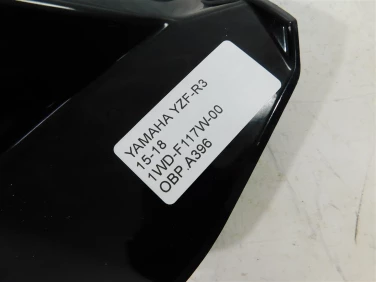 YAMAHA YZF-R3
15-18
1WD-F117W-00
OBP.A396